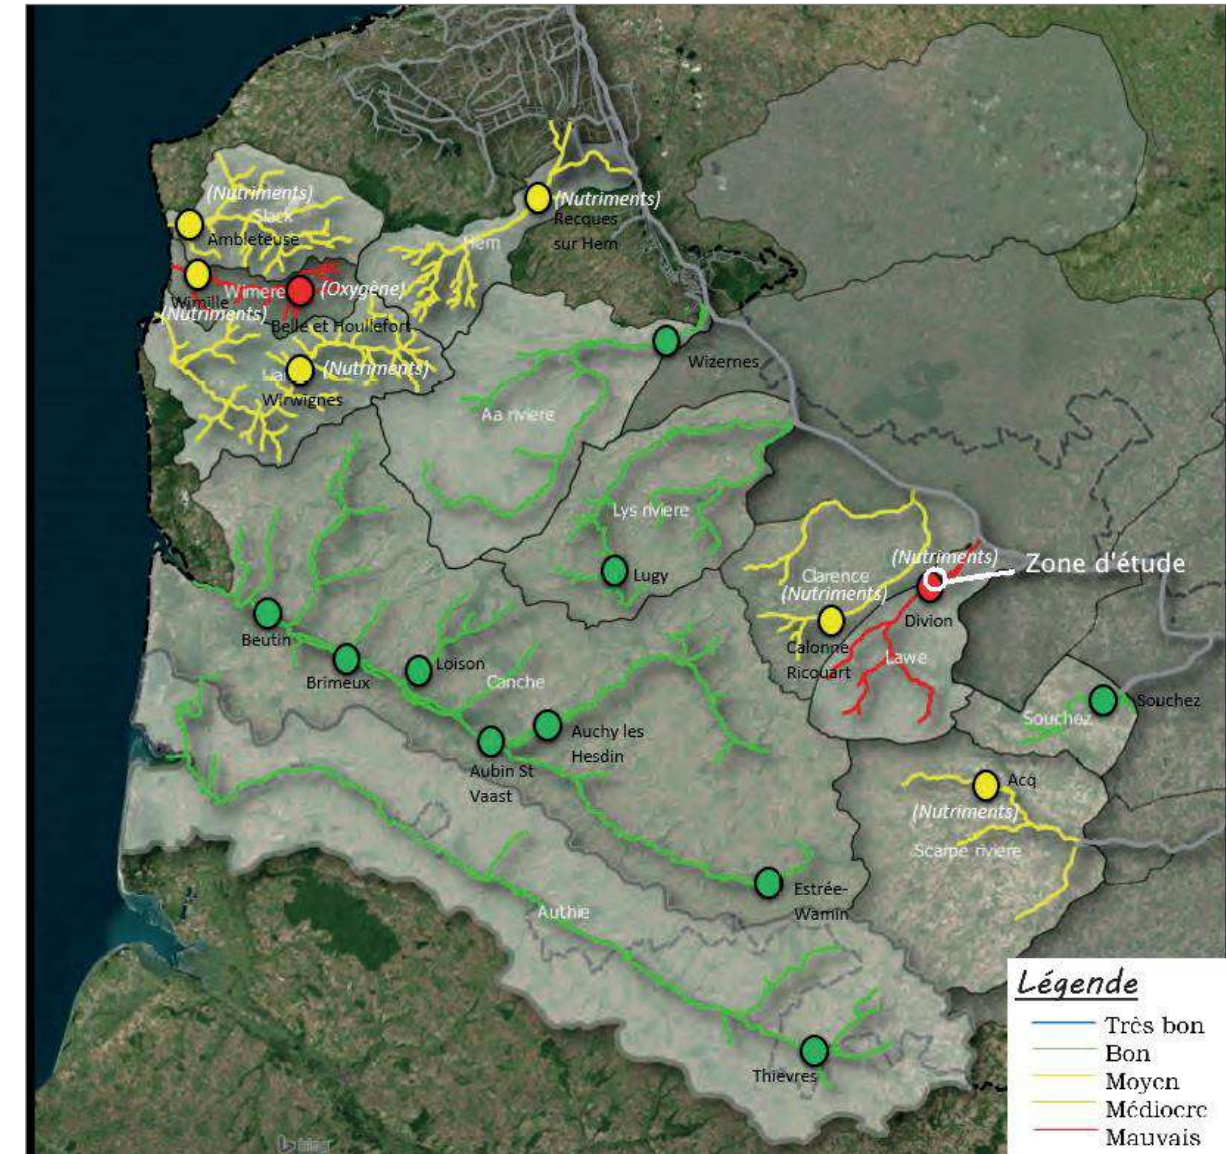 (Nutriments)
Slack
Ambleteuse
(Nutriments)
Recques
sur Hem
Hem
Wimere
(Oxygène)
Wimille
(Nutriments)
Belle et Houllefort
(Nutriments)
Wirwignes
Wizernes
Aa riviere
Lys riviere
Lugy
(Nutriments)
Zone d'étude
Clarence
(Nutriments)
Divion
Calonne
Ricouart
Lawe
Beutin
Brimeux
Loison
Canche
Souchez
Souchez
Auchy les
Hesdin
Aubin St
Vaast
Acq
(Nutriments)
Scarpe riviere
Estrée-
Wamin
Authie
Thievres
Légende
Très bon
Bon
Moyen
Médiocre
Mauvais